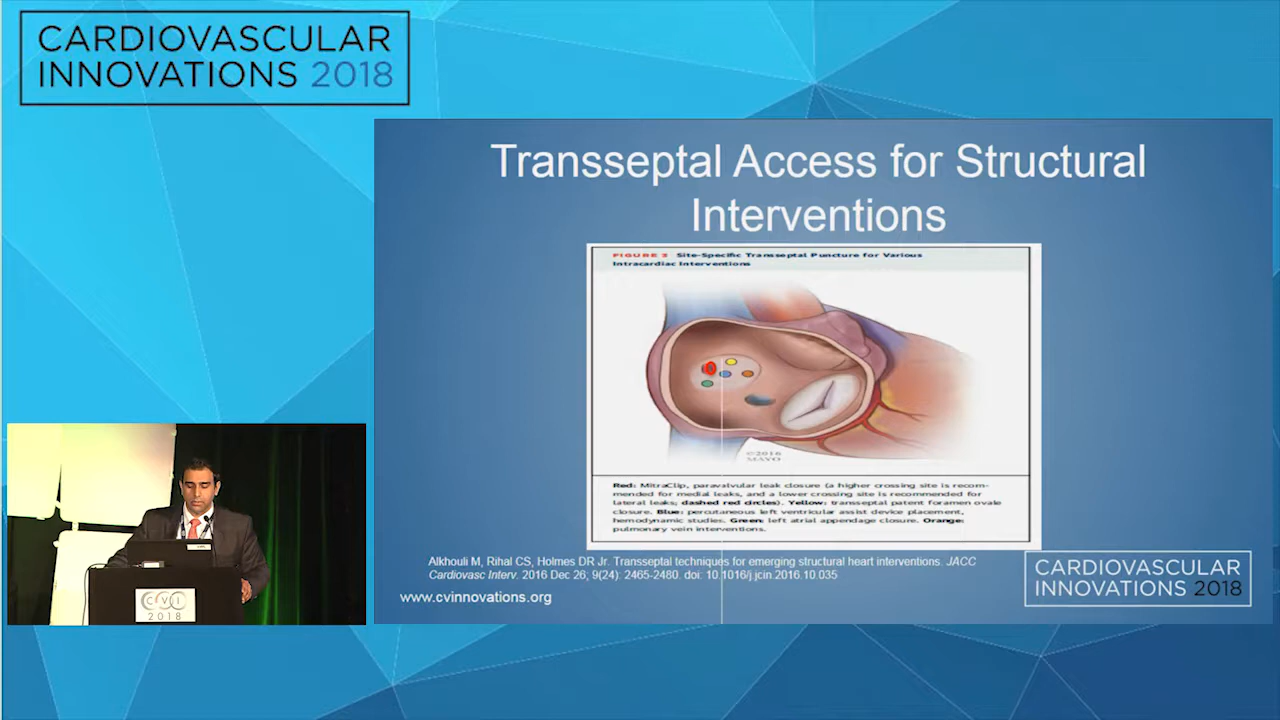 CARDIOVASCULAR
INNOVATIONS 2018
Transseptal Access for Structural
Interventions
FIGURE 3 Site-Specific Transseptal Puncture for Various
Intracardiac Interventions
©2016
MAYO
Red: MitraClip, paravalvular leak closure (a higher crossing site is recom-
mended for medial leaks, and a lower crossing site is recommended for
lateral leaks; dashed red circles). Yellow: transseptal patent foramen ovale
closure. Blue: percutaneous left ventricular assist device placement,
hemodynamic studies. Green: left atrial appendage closure. Orange:
pulmonary vein interventions.
Alkhouli M, Rihal CS, Holmes DR Jr. Transseptal techniques for emerging structural heart interventions. JACC
Cardiovasc Interv. 2016 Dec 26; 9(24): 2465-2480. doi: 10.1016/j.jcin.2016.10.035
www.cvinnovations.org
CARDIOVASCULAR
INNOVATIONS 2018
CVI
2018